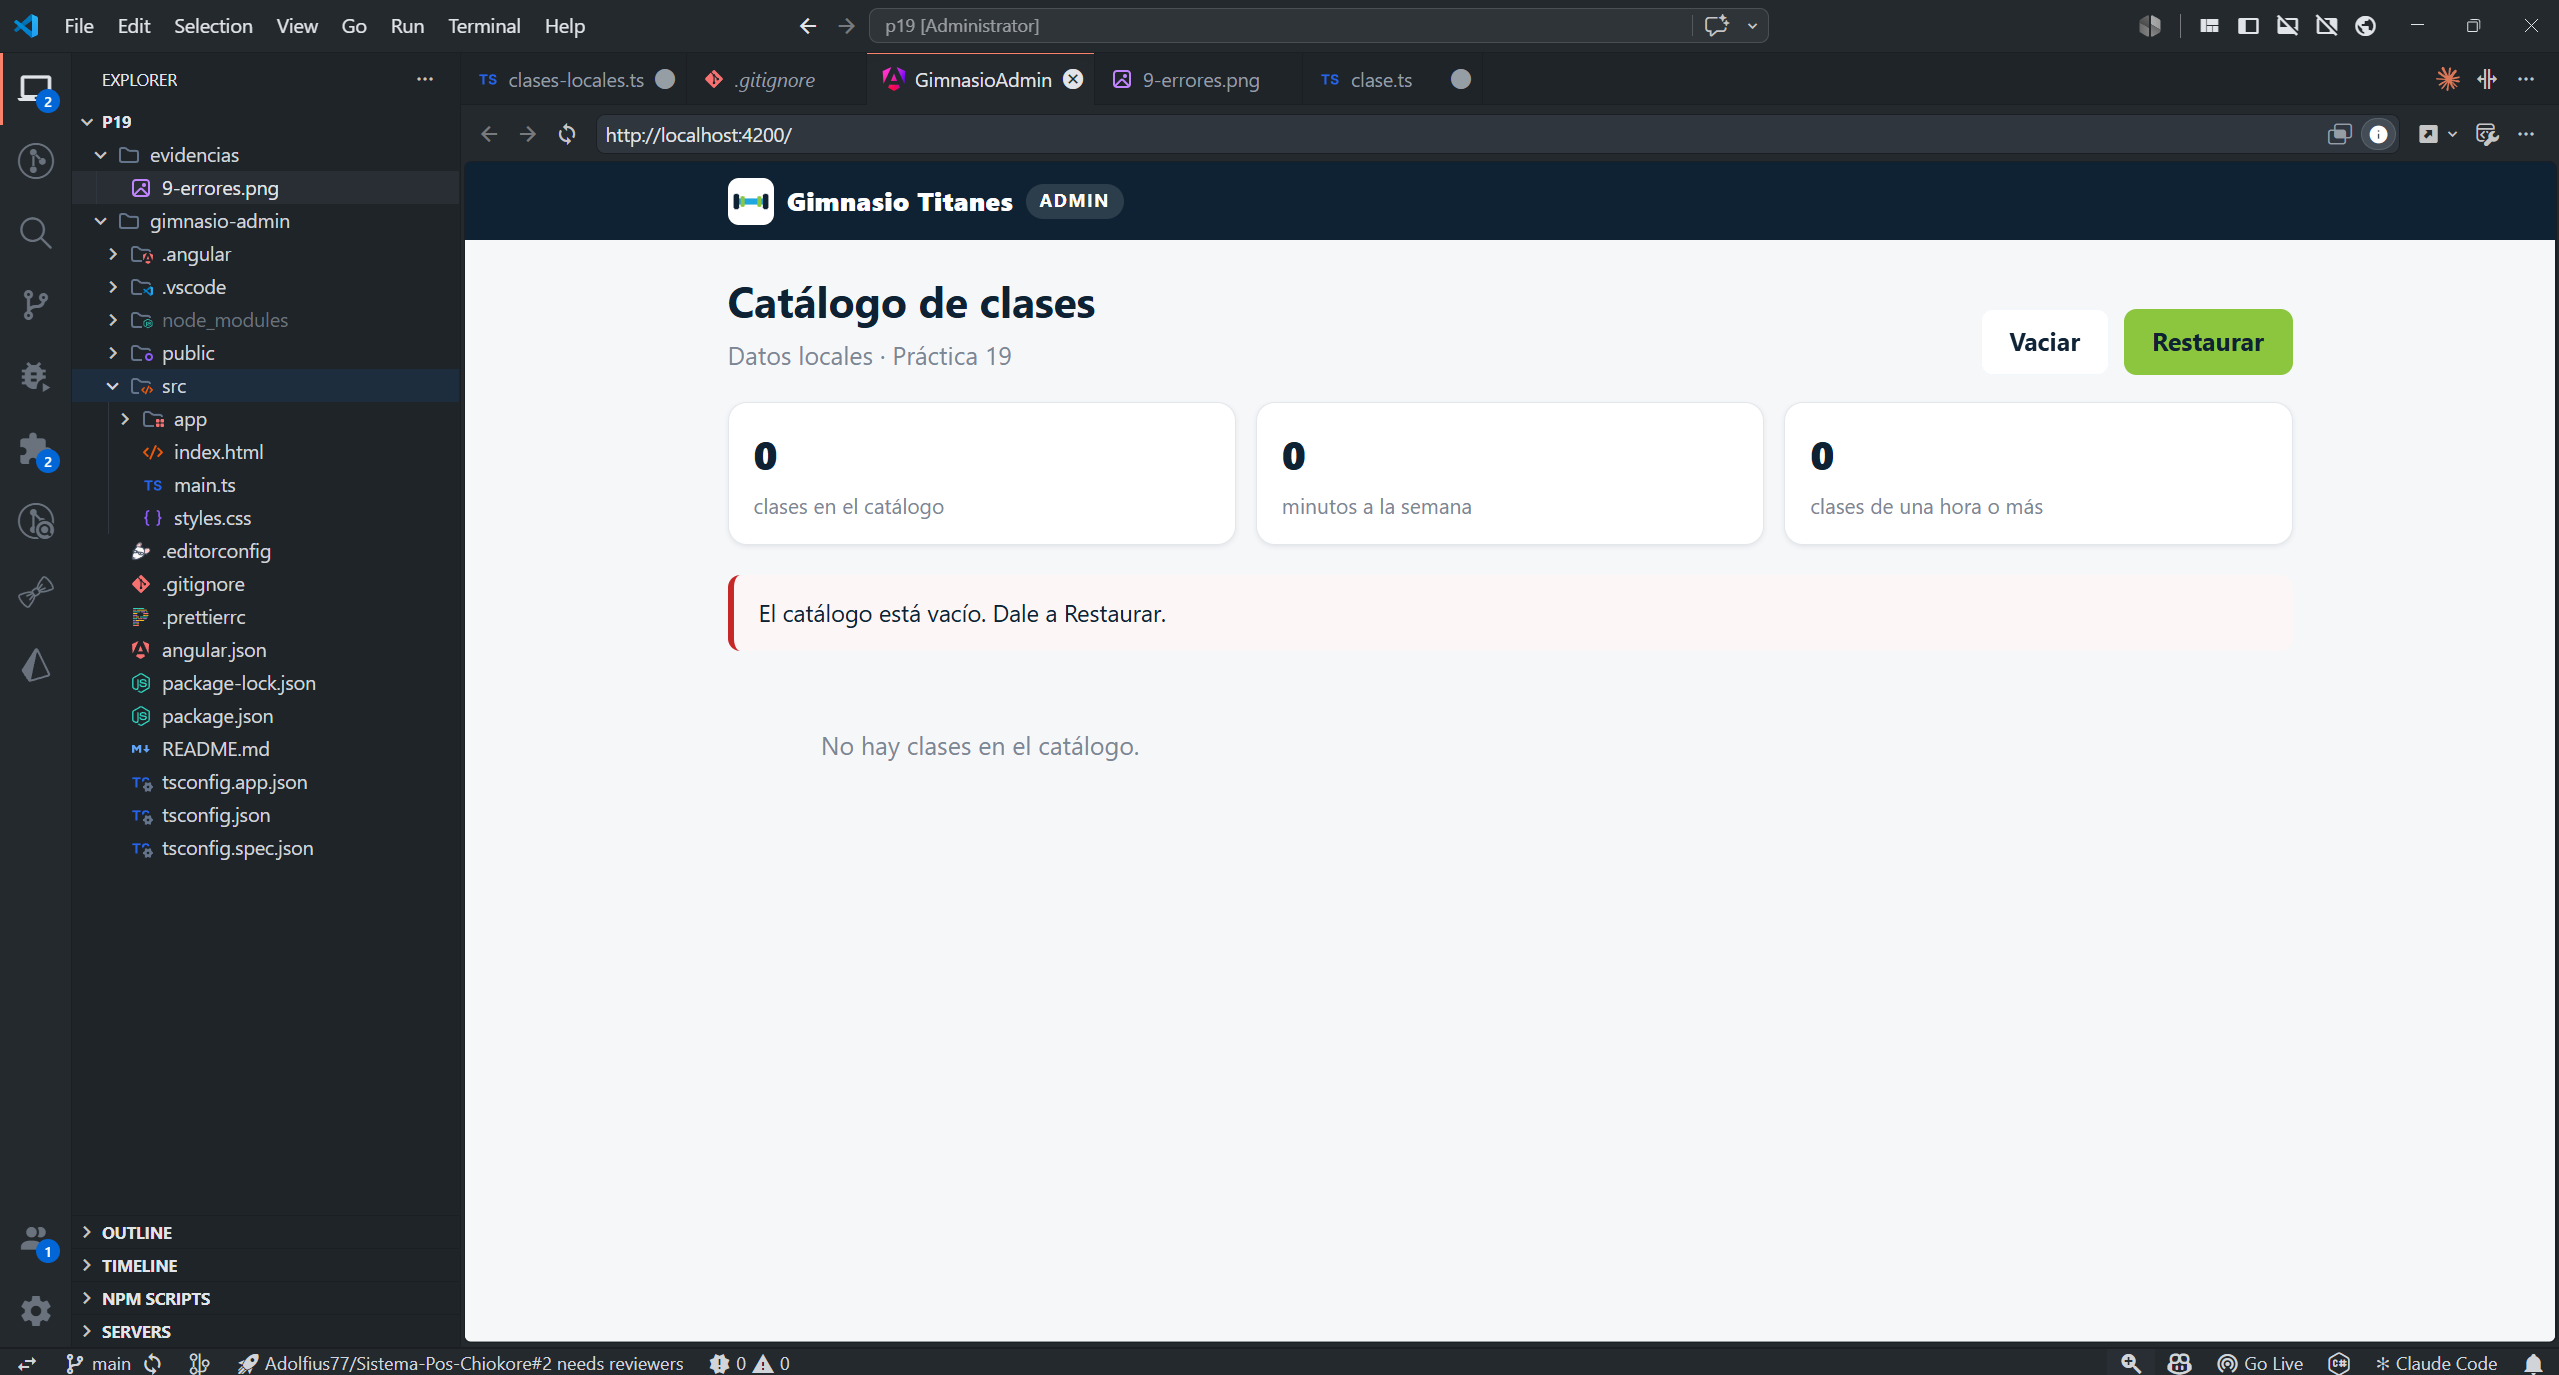 File Edit Selection View Go Run Terminal Help
p19 [Administrator]
EXPLORER
TS clases-locales.ts
.gitignore
GimnasioAdmin
9-errores.png
TS clase.ts
http://localhost:4200/
2
2
1
P19
evidencias
9-errores.png
gimnasio-admin
.angular
.vscode
node_modules
public
src
app
index.html
TS main.ts
styles.css
.editorconfig
.gitignore
.prettierrc
angular.json
package-lock.json
package.json
README.md
tsconfig.app.json
tsconfig.json
tsconfig.spec.json
OUTLINE
TIMELINE
NPM SCRIPTS
SERVERS
Gimnasio Titanes ADMIN
Catálogo de clases
Datos locales · Práctica 19
Vaciar
Restaurar
0
clases en el catálogo
0
minutos a la semana
0
clases de una hora o más
El catálogo está vacío. Dale a Restaurar.
No hay clases en el catálogo.
main
Adolfius77/Sistema-Pos-Chiokore#2 needs reviewers
0
0
Go Live
Claude Code